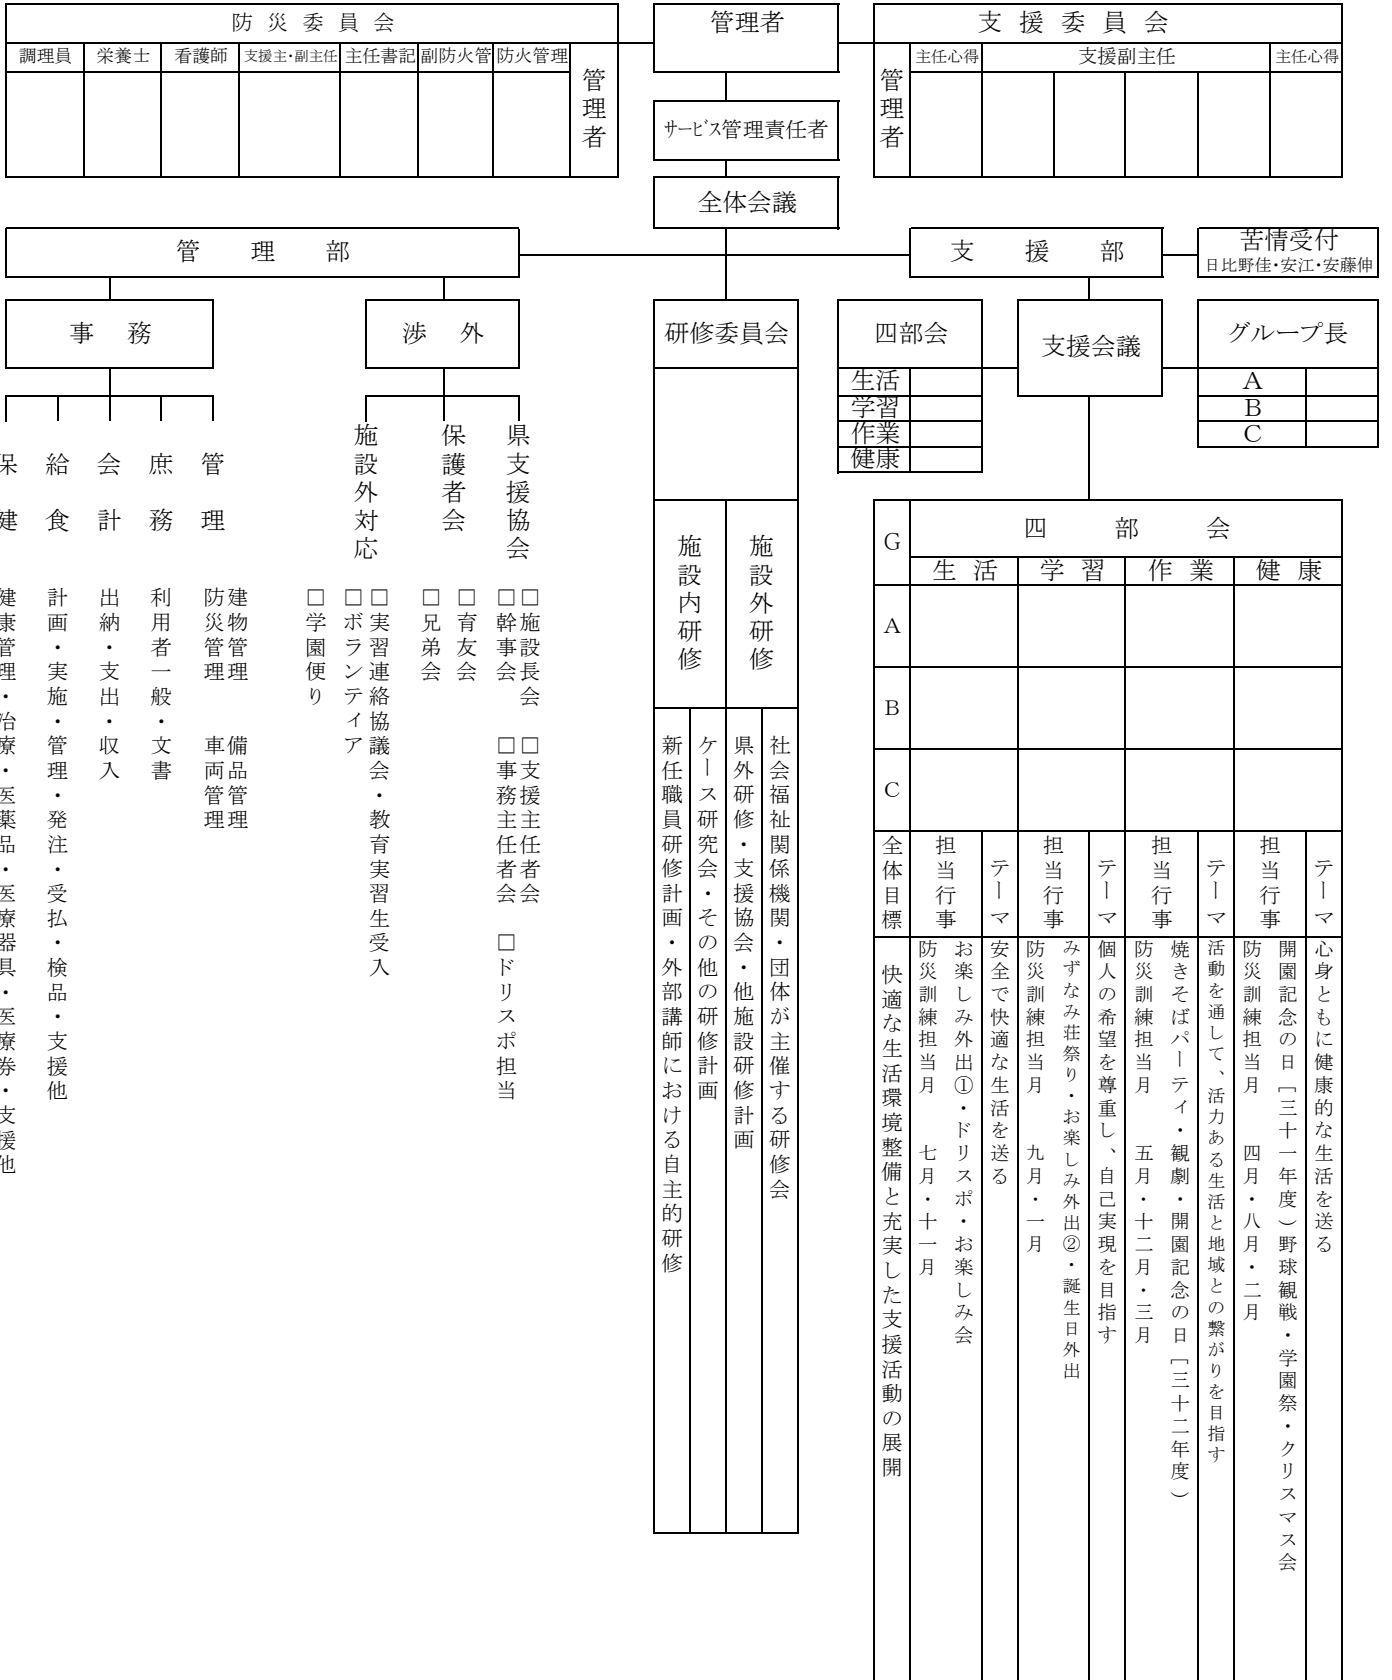 防災委員会
調理員
栄養士
看護師
支援主・副主任
主任書記
副防火管
防火管理
管理者
管理者
サービス管理責任者
全体会議
支援委員会
管理者
主任心得
支援副主任
主任心得
管理部
支援部
苦情受付
日比野佳・安江・安藤伸
事務
渉外
研修委員会
四部会
生活
学習
作業
健康
支援会議
グループ長
A
B
C
保健
健康管理・治療・医薬品・医療器具・医療券・支援他
給食
計画・実施・管理・発注・受払・検品・支援他
会計
出納・支出・収入
庶務
利用者一般・文書
管理
建物管理 備品管理
防災管理 車両管理
施設外対応
□実習連絡協議会・教育実習生受入
□ボランティア
□学園便り
保護者会
□育友会
□兄弟会
県支援協会
□施設長会 □支援主任者会
□幹事会 □事務主任者会 □ドリスポ担当
施設内研修
施設外研修
新任職員研修計画・外部講師における自主的研修
ケース研究会・その他の研修計画
県外研修・支援協会・他施設研修計画
社会福祉関係機関・団体が主催する研修会
G
四部会
生活
学習
作業
健康
A
B
C
全体目標
快適な生活環境整備と充実した支援活動の展開
担当行事
お楽しみ外出①・ドリスポ・お楽しみ会
防災訓練担当月 七月・十一月
テーマ
安全で快適な生活を送る
担当行事
みずなみ荘祭り・お楽しみ外出②・誕生日外出
防災訓練担当月 九月・一月
テーマ
個人の希望を尊重し、自己実現を目指す
担当行事
焼きそばパーティ・観劇・開園記念の日[三十二年度)
防災訓練担当月 五月・十二月・三月
テーマ
活動を通して、活力ある生活と地域との繋がりを目指す
担当行事
開園記念の日[三十一年度)野球観戦・学園祭・クリスマス会
防災訓練担当月 四月・八月・二月
テーマ
心身ともに健康的な生活を送る